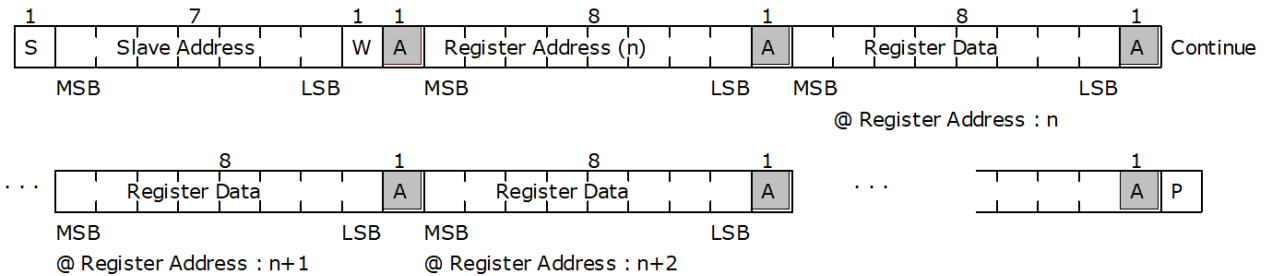 1 7 1 1 8 1 8 1
S Slave Address W A Register Address (n) A Register Data A Continue
MSB LSB MSB LSB MSB LSB
@ Register Address : n
8 1 8 1 1
· · · Register Data A Register Data A · · · A P
MSB LSB MSB LSB
@ Register Address : n+1 @ Register Address : n+2